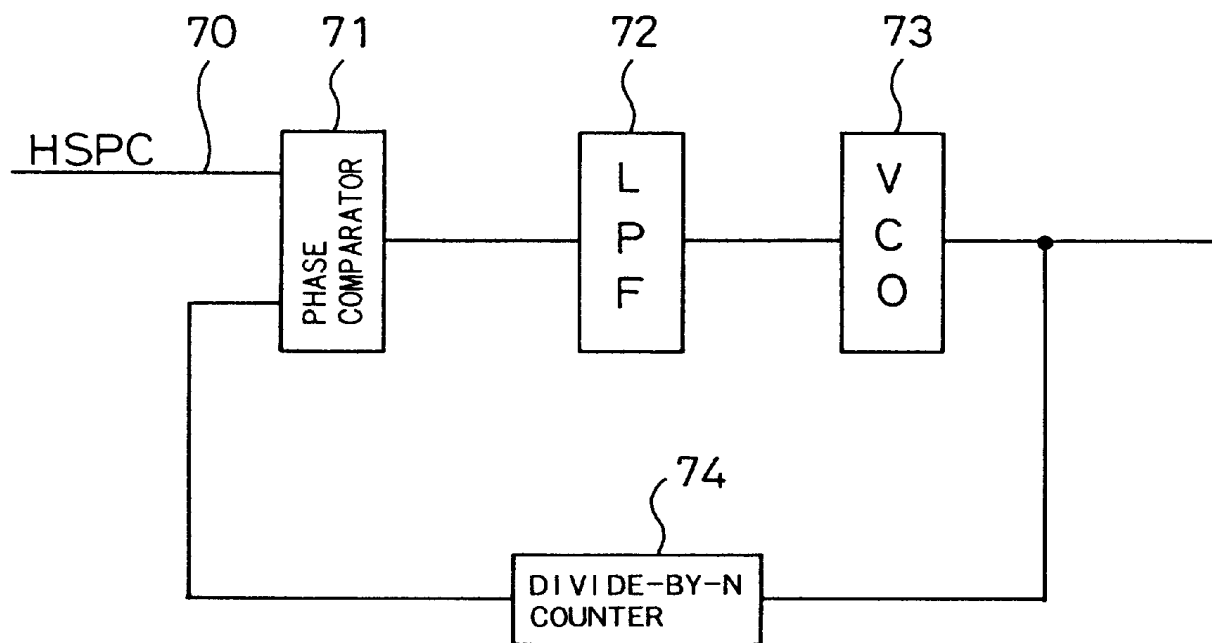 70
71
72
73
HSPC
PHASE
COMPARATOR
L
P
F
V
C
O
74
DIVIDE-BY-N
COUNTER